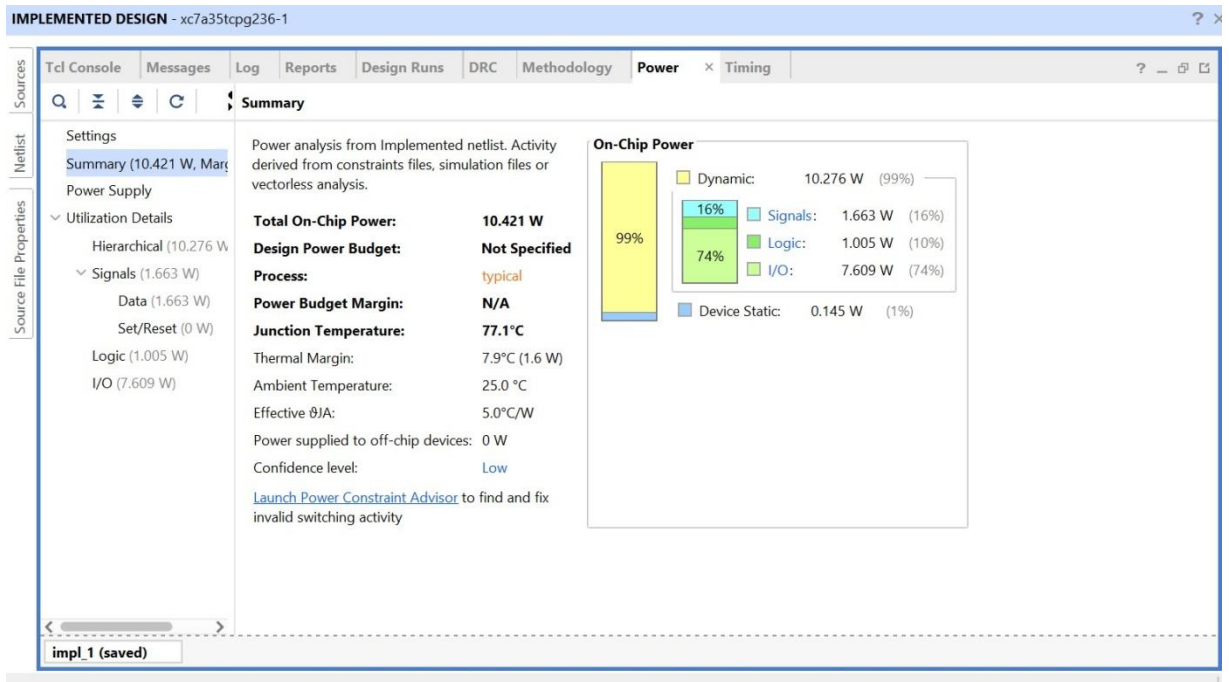 IMPLEMENTED DESIGN - xc7a35tcpg236-1
Sources
Netlist
Source File Properties
Tcl Console Messages Log Reports Design Runs DRC Methodology Power × Timing
Summary
Settings
Summary (10.421 W, Marg
Power Supply
Utilization Details
Hierarchical (10.276 W
Signals (1.663 W)
Data (1.663 W)
Set/Reset (0 W)
Logic (1.005 W)
I/O (7.609 W)
Power analysis from Implemented netlist. Activity
derived from constraints files, simulation files or
vectorless analysis.
Total On-Chip Power: 10.421 W
Design Power Budget: Not Specified
Process: typical
Power Budget Margin: N/A
Junction Temperature: 77.1°C
Thermal Margin: 7.9°C (1.6 W)
Ambient Temperature: 25.0 °C
Effective ϑJA: 5.0°C/W
Power supplied to off-chip devices: 0 W
Confidence level: Low
Launch Power Constraint Advisor to find and fix
invalid switching activity
On-Chip Power
Dynamic: 10.276 W (99%)
16% Signals: 1.663 W (16%)
99%
Logic: 1.005 W (10%)
74%
I/O: 7.609 W (74%)
Device Static: 0.145 W (1%)
impl_1 (saved)